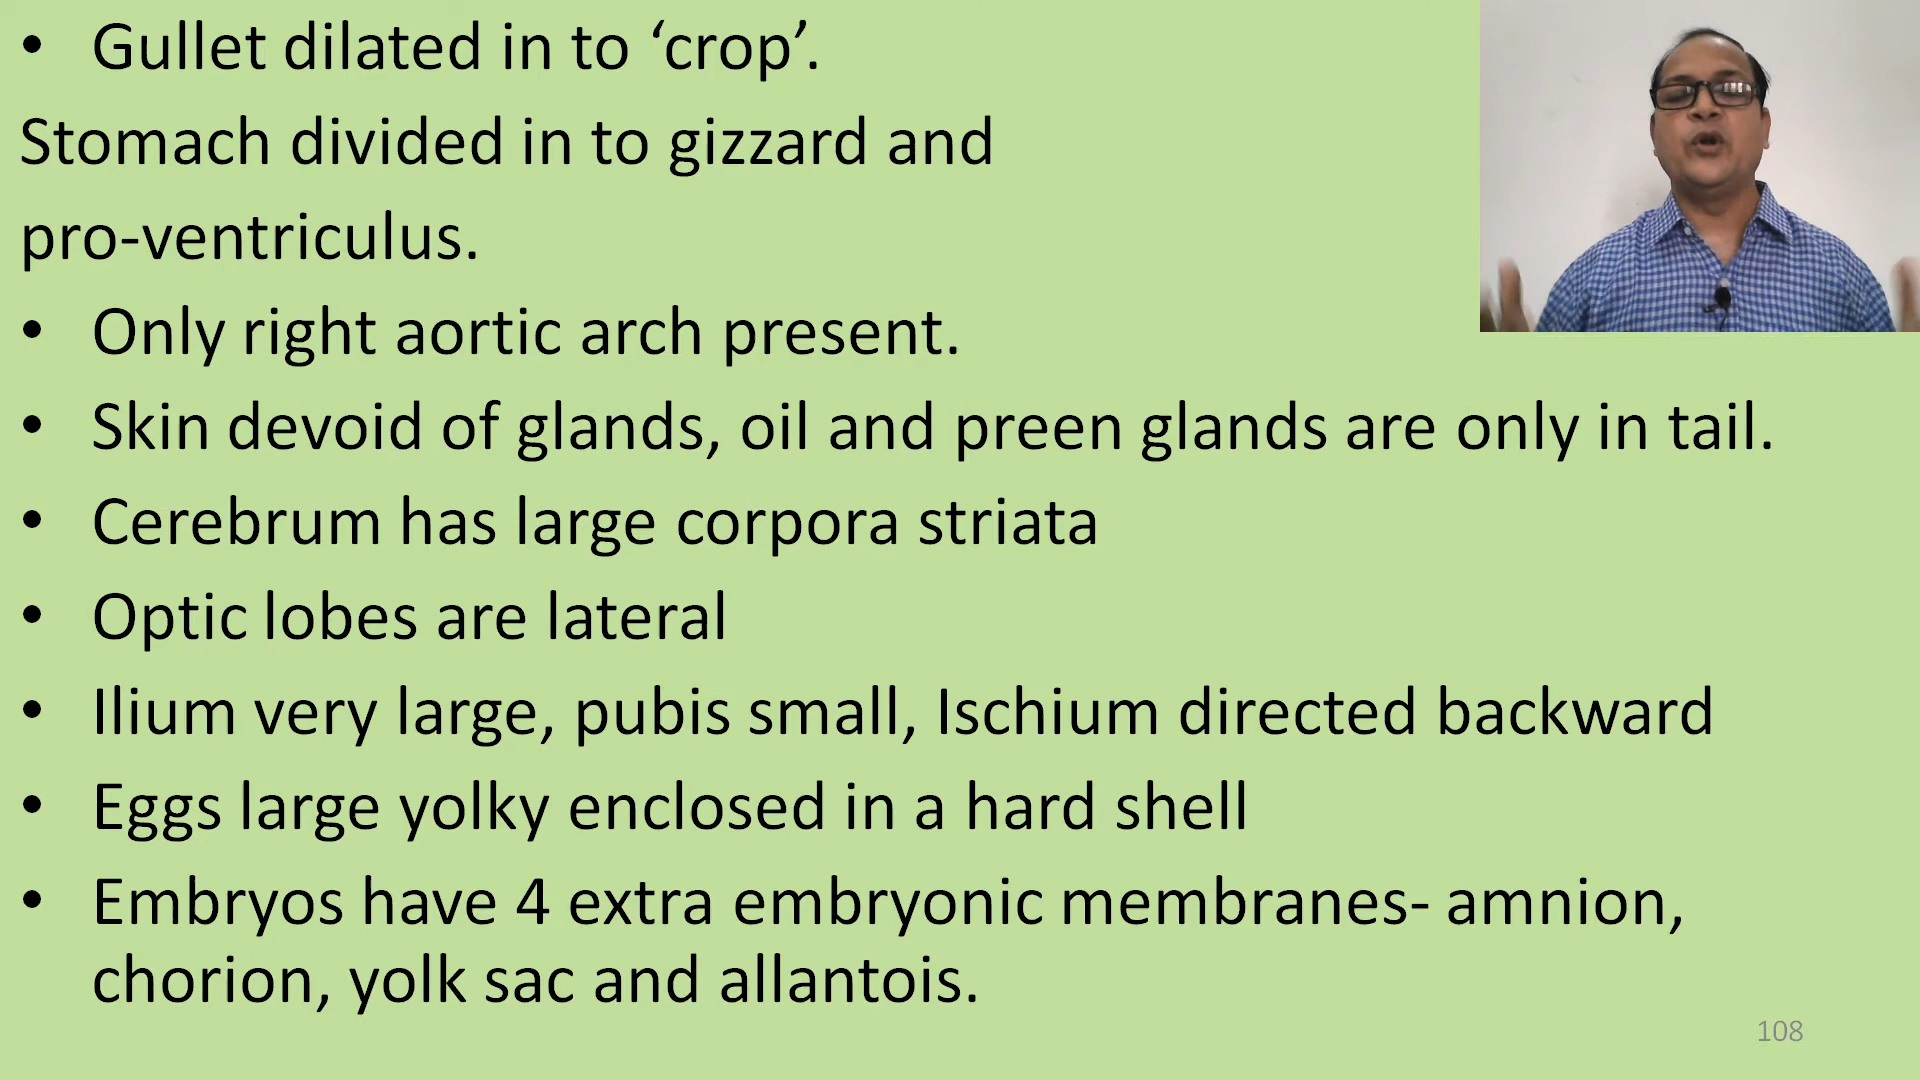 • Gullet dilated in to ‘crop’.
Stomach divided in to gizzard and
pro-ventriculus.
• Only right aortic arch present.
• Skin devoid of glands, oil and preen glands are only in tail.
• Cerebrum has large corpora striata
• Optic lobes are lateral
• Ilium very large, pubis small, Ischium directed backward
• Eggs large yolky enclosed in a hard shell
• Embryos have 4 extra embryonic membranes- amnion,
chorion, yolk sac and allantois.
108